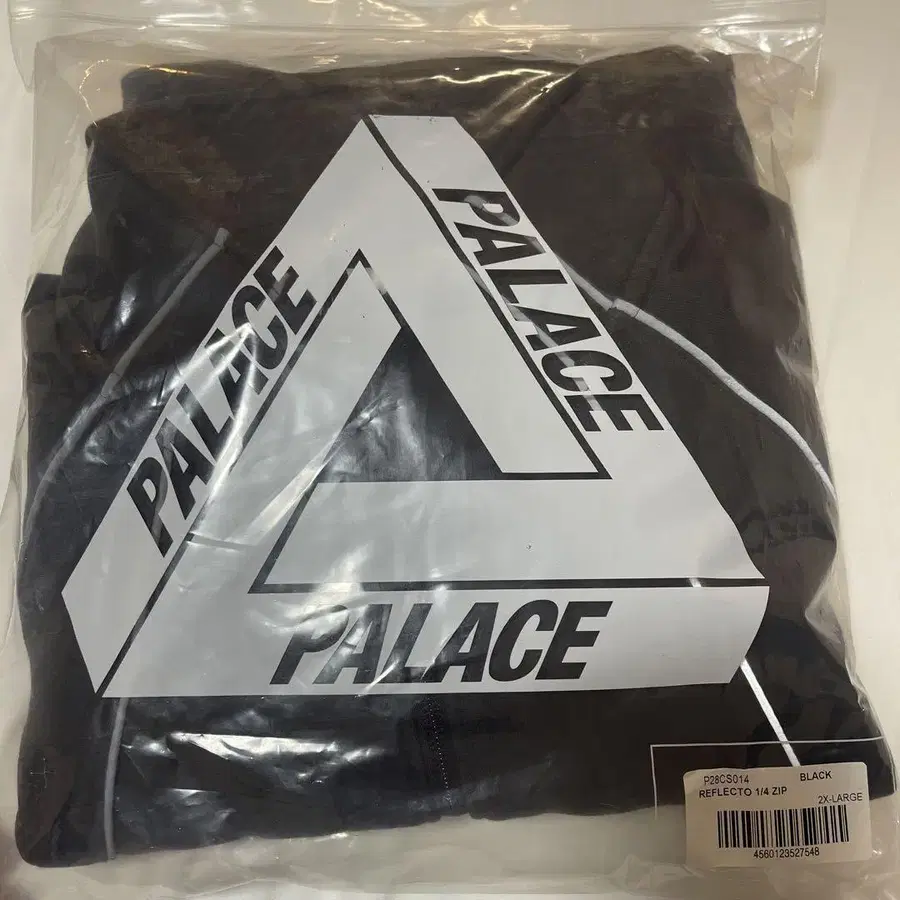 PALACE
PALACE
PALACE
P28CS014 BLACK
REFLECTO 1/4 ZIP
2X-LARGE
4560123527548